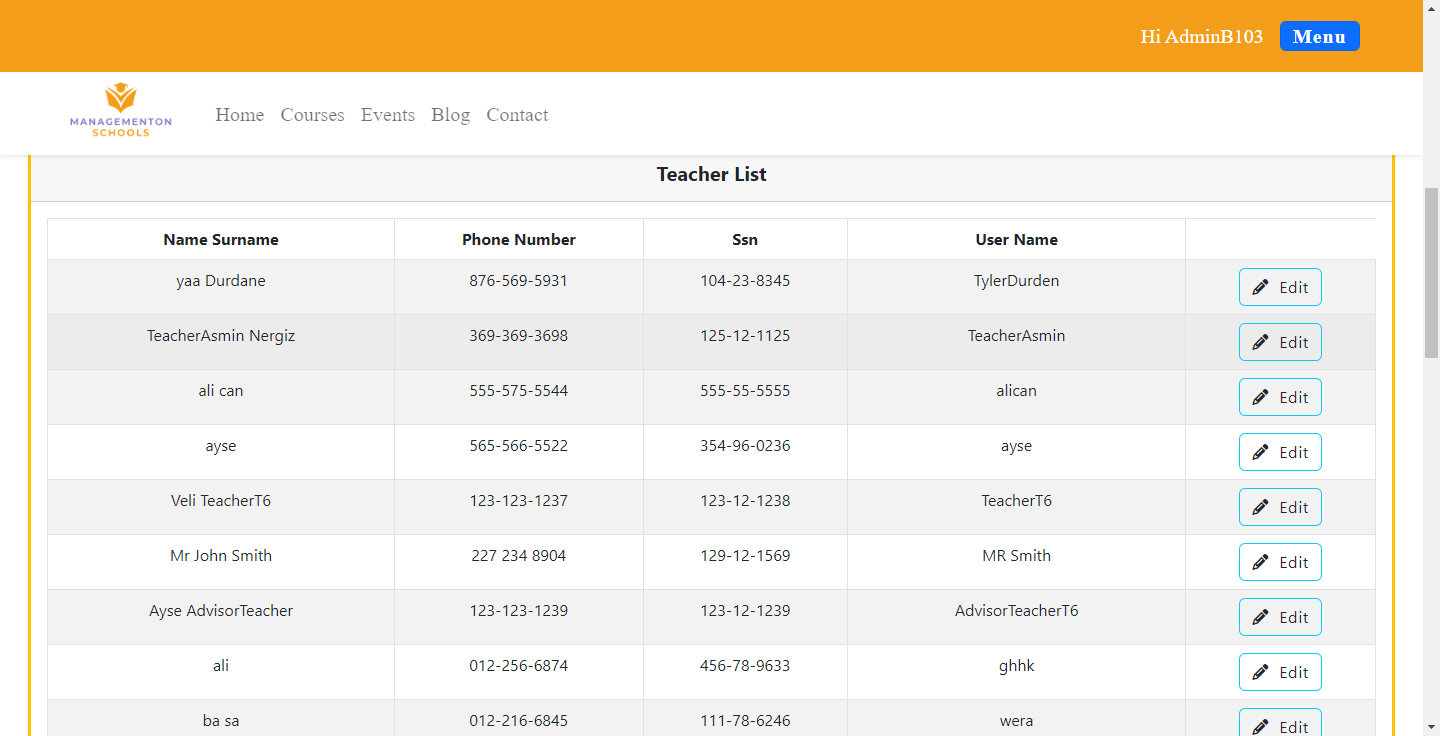 Hi AdminB103 Menu
MANAGEMENTON
SCHOOLS
Home Courses Events Blog Contact
Teacher List
Name Surname Phone Number Ssn User Name
yaa Durdane 876-569-5931 104-23-8345 TylerDurden Edit
TeacherAsmin Nergiz 369-369-3698 125-12-1125 TeacherAsmin Edit
ali can 555-575-5544 555-55-5555 alican Edit
ayse 565-566-5522 354-96-0236 ayse Edit
Veli TeacherT6 123-123-1237 123-12-1238 TeacherT6 Edit
Mr John Smith 227 234 8904 129-12-1569 MR Smith Edit
Ayse AdvisorTeacher 123-123-1239 123-12-1239 AdvisorTeacherT6 Edit
ali 012-256-6874 456-78-9633 ghhk Edit
ba sa 012-216-6845 111-78-6246 wera Edit